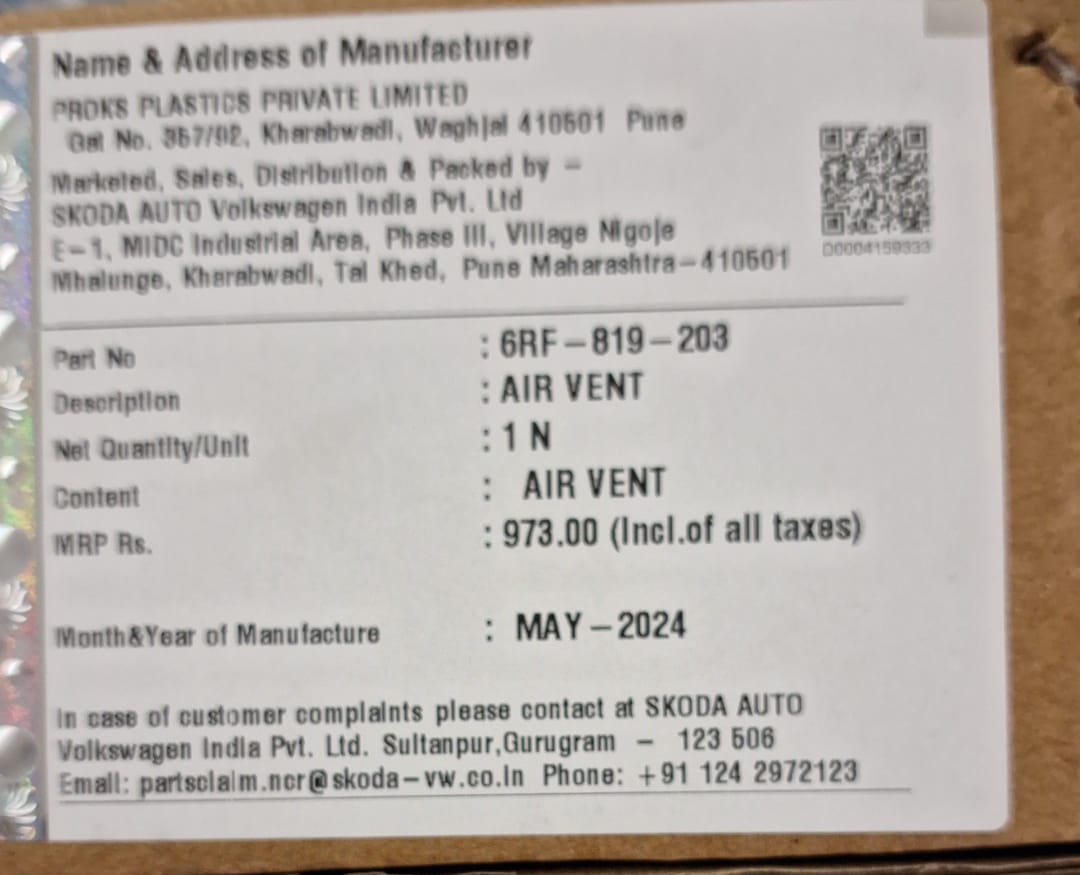 Name & Address of Manufacturer
PROKS PLASTICS PRIVATE LIMITED
Gat No. 357/92, Kharabwadi, Waghjai 410501 Pune
Marketed, Sales, Distribution & Packed by -
SKODA AUTO Volkswagen India Pvt. Ltd
E-1, MIDC Industrial Area, Phase III, Village Nigoje
Mhalunge, Kharabwadi, Tal Khed, Pune Maharashtra-410501
D0004159333
Part No : 6RF-819-203
Description : AIR VENT
Net Quantity/Unit : 1 N
Content : AIR VENT
MRP Rs. : 973.00 (Incl.of all taxes)
Month&Year of Manufacture : MAY-2024
In case of customer complaints please contact at SKODA AUTO
Volkswagen India Pvt. Ltd. Sultanpur,Gurugram - 123 506
Email: partsclaim.ncr@skoda-vw.co.in Phone: +91 124 2972123